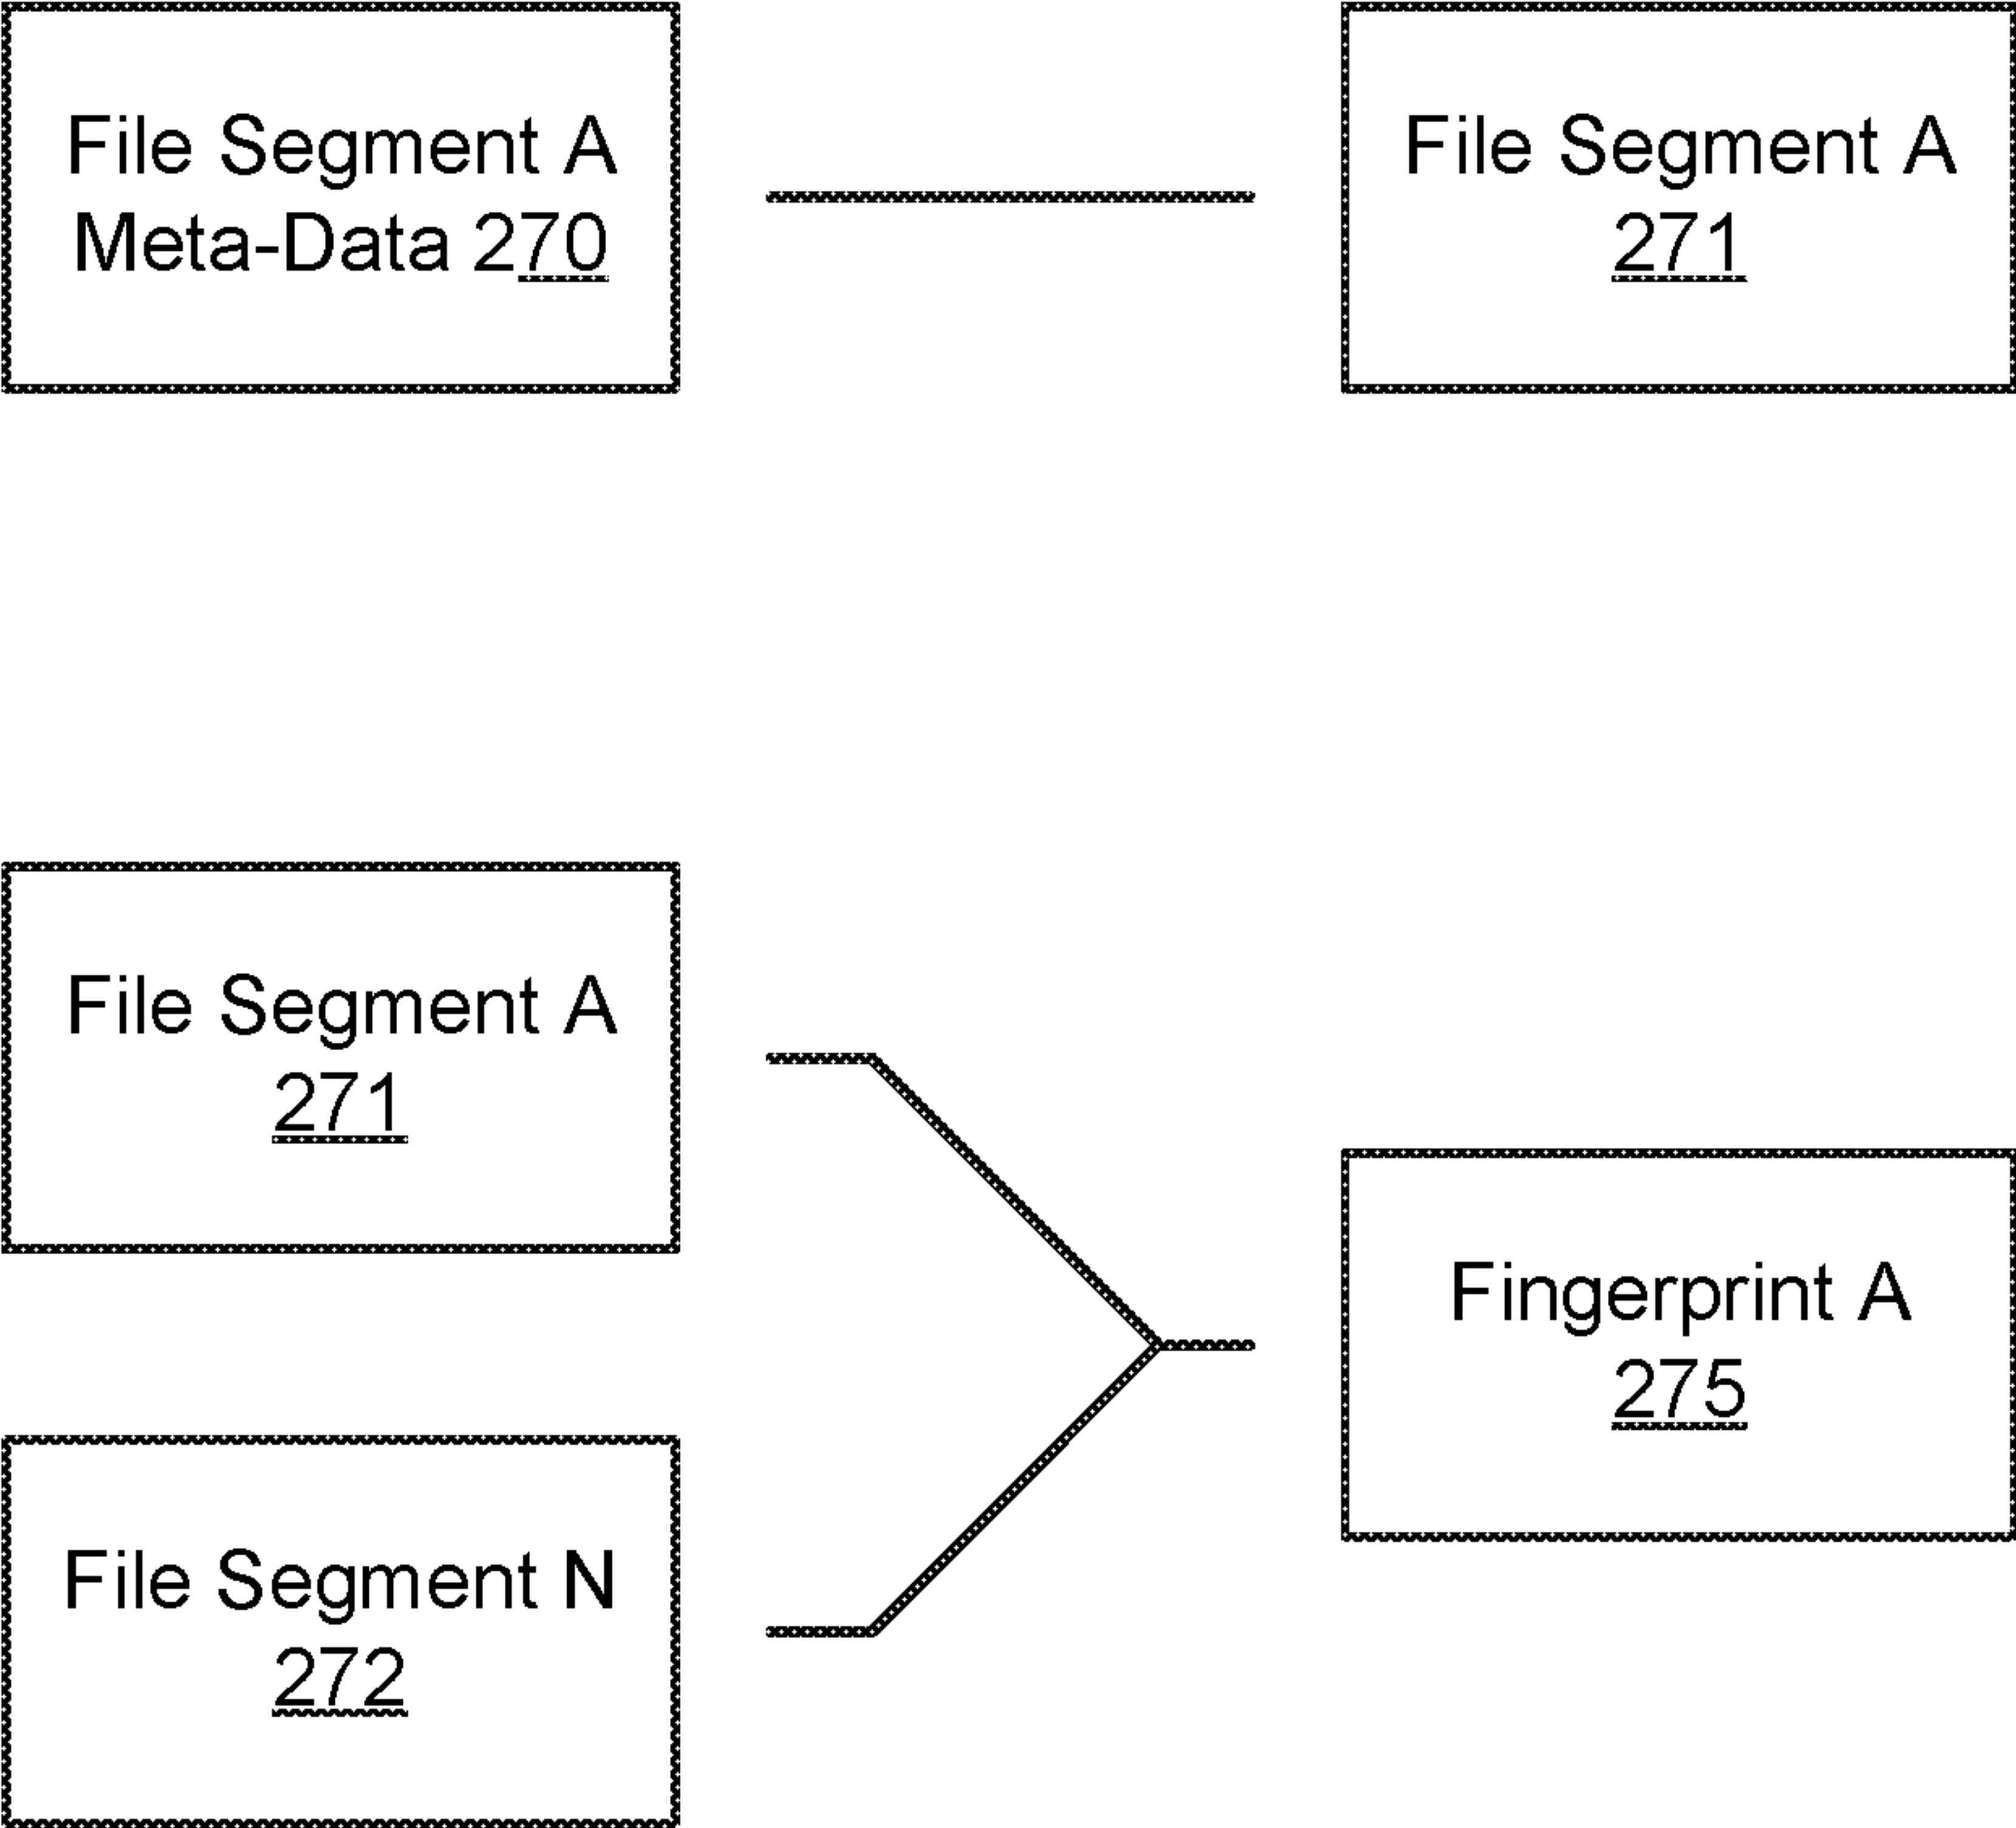 File Segment A
Meta-Data 270
File Segment A
271
File Segment A
271
File Segment N
272
Fingerprint A
275